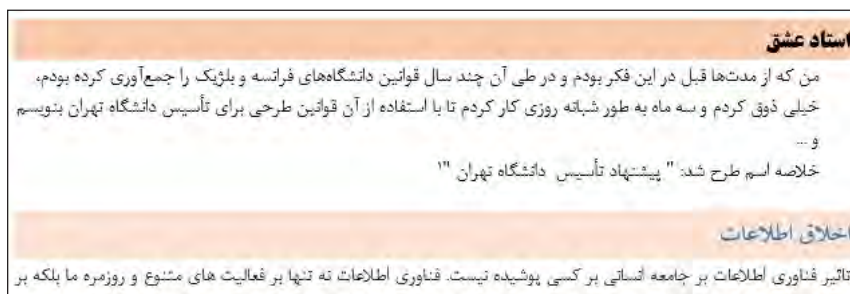 استاد عشق
من که از مدت‌ها قبل در این فکر بودم و در طی آن چند سال قوانین دانشگاه‌های فرانسه و بلژیک را جمع‌آوری کرده بودم،
خیلی ذوق کردم و سه ماه به طور شبانه روزی کار کردم تا با استفاده از آن قوانین طرحی برای تأسیس دانشگاه تهران بنویسم
و ...
خلاصه اسم طرح شد: " پیشنهاد تأسیس دانشگاه تهران "۱
اخلاق اطلاعات
تاثیر فناوری اطلاعات بر جامعه انسانی بر کسی پوشیده نیست. فناوری اطلاعات نه تنها بر فعالیت های متنوع و روزمره ما بلکه بر